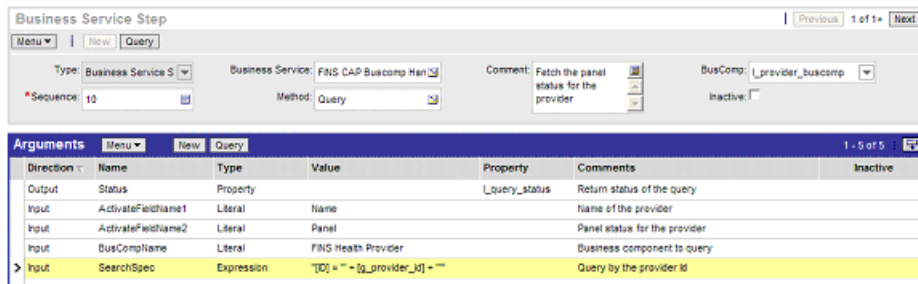 Business Service Step
Previous 1 of 1+ Next
Menu New Query
Type: Business Service S Business Service: FINS CAP Buscomp Han Comment: Fetch the panel status for the provider BusComp: l_provider_buscomp
*Sequence: 10 Method: Query Inactive:
Arguments Menu New Query 1 - 5 of 5
Direction Name Type Value Property Comments Inactive
Output Status Property l_query_status Return status of the query
Input ActivateFieldName1 Literal Name Name of the provider
Input ActivateFieldName2 Literal Panel Panel status for the provider
Input BusCompName Literal FINS Health Provider Business component to query
Input SearchSpec Expression "[ID] = '" + [g_provider_id] + "'" Query by the provider Id